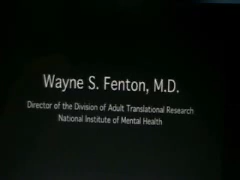 Wayne S. Fenton, M.D.
Director of the Division of Adult Translational Research
National Institute of Mental Health